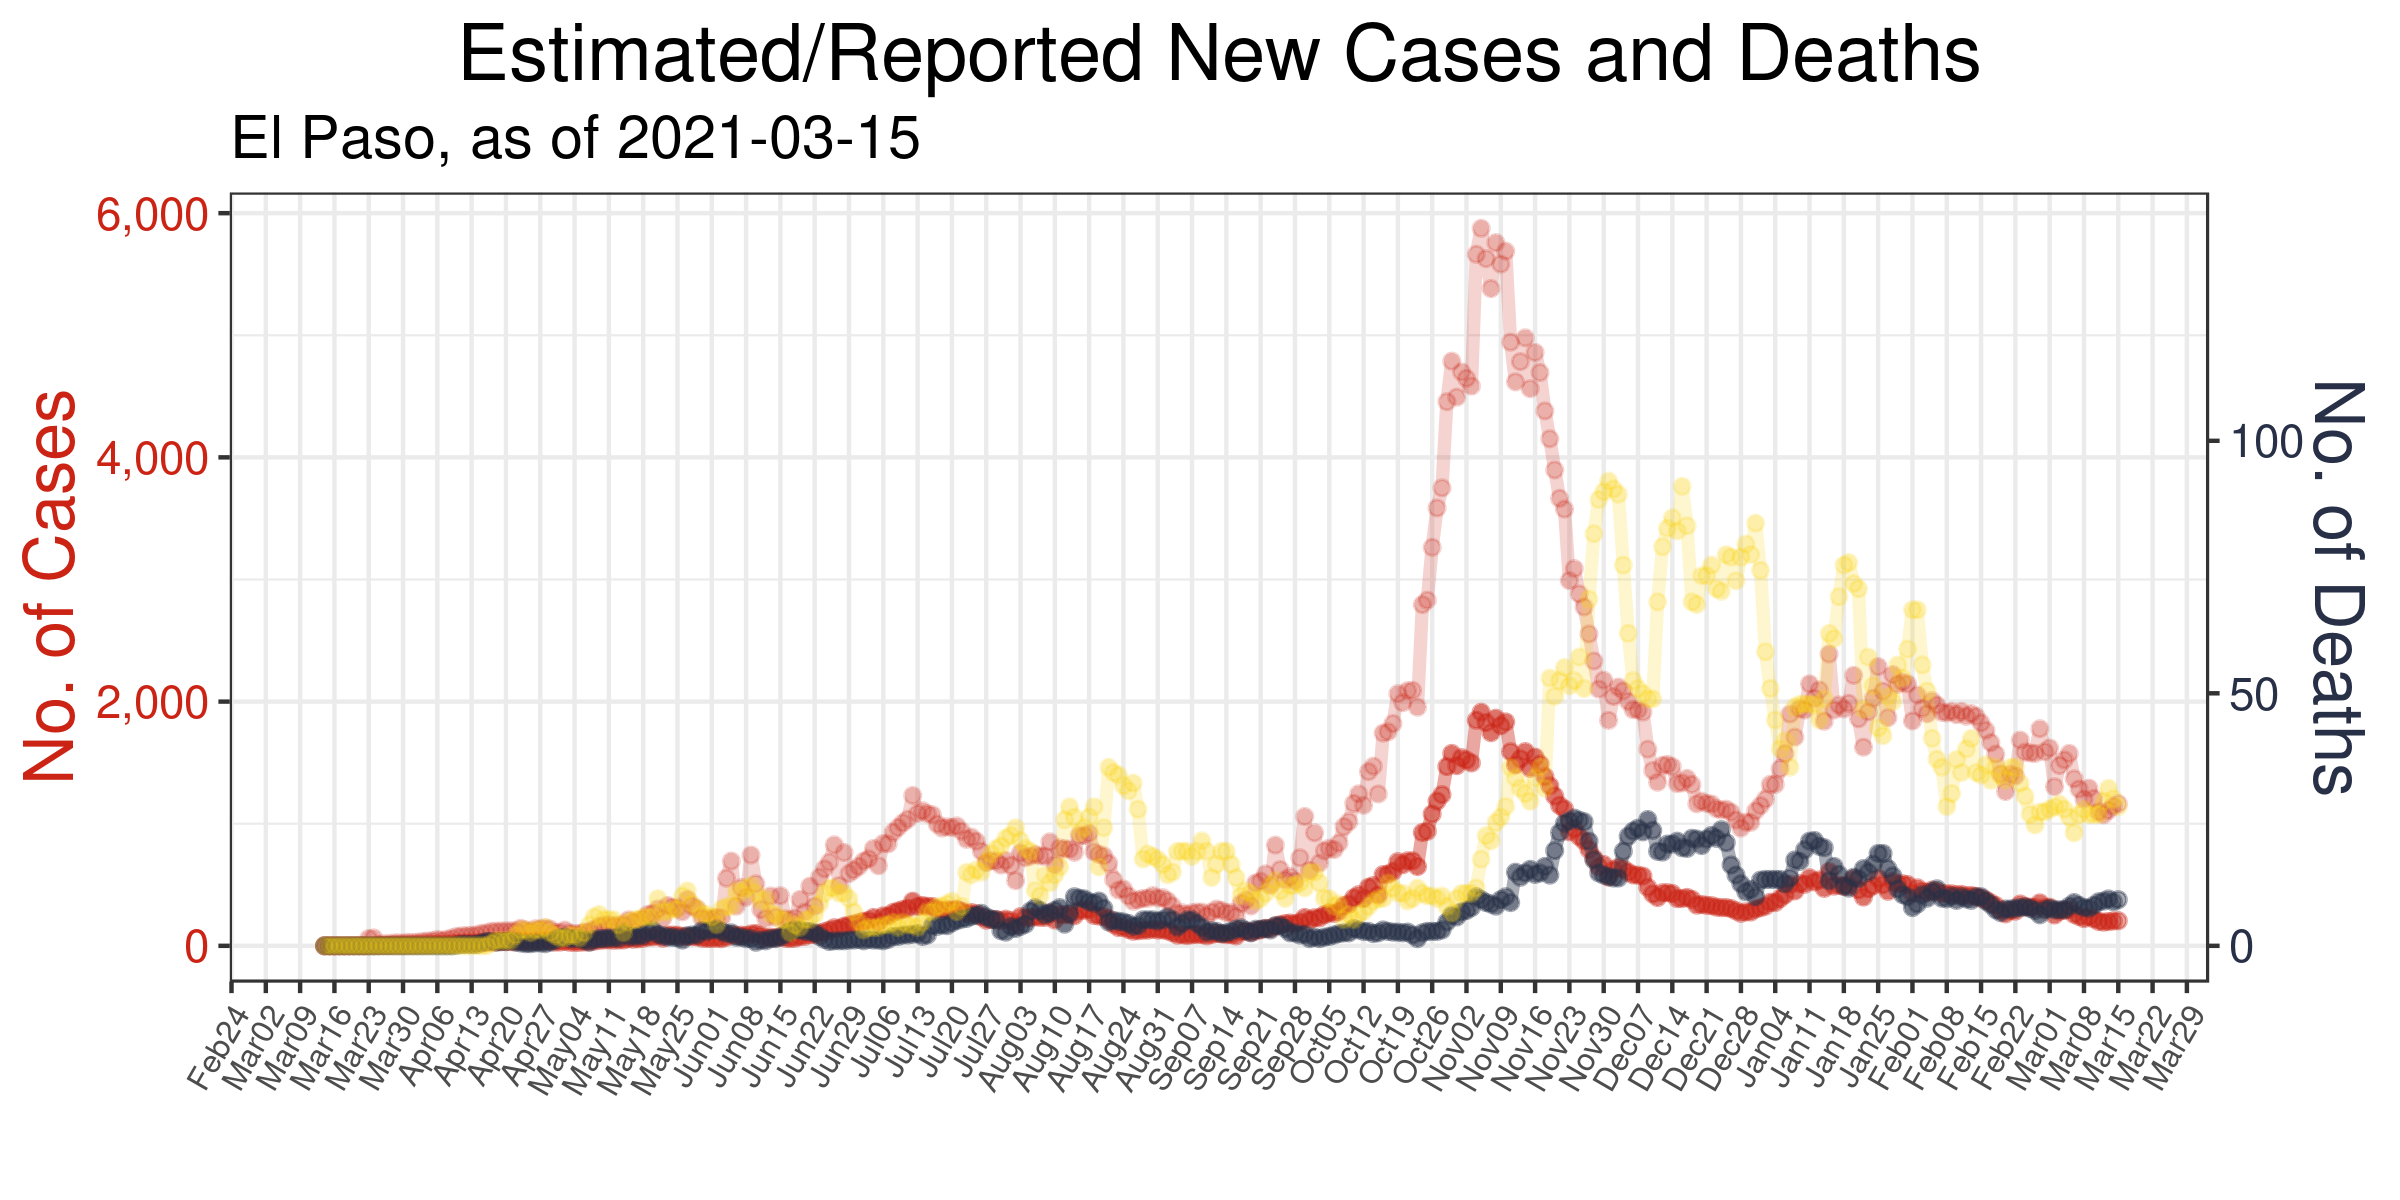 Estimated/Reported New Cases and Deaths
El Paso, as of 2021-03-15
No. of Cases
6,000
4,000
2,000
0
No. of Deaths
100
50
0
Feb24
Mar02
Mar09
Mar16
Mar23
Mar30
Apr06
Apr13
Apr20
Apr27
May04
May11
May18
May25
Jun01
Jun08
Jun15
Jun22
Jun29
Jul06
Jul13
Jul20
Jul27
Aug03
Aug10
Aug17
Aug24
Aug31
Sep07
Sep14
Sep21
Sep28
Oct05
Oct12
Oct19
Oct26
Nov02
Nov09
Nov16
Nov23
Nov30
Dec07
Dec14
Dec21
Dec28
Jan04
Jan11
Jan18
Jan25
Feb01
Feb08
Feb15
Feb22
Mar01
Mar08
Mar15
Mar22
Mar29